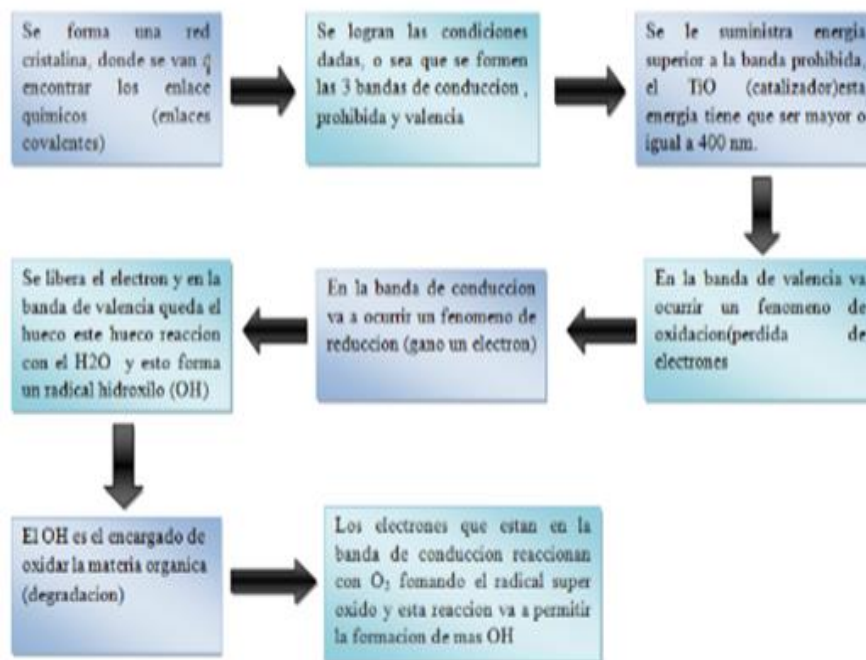 Se forma una red
cristalina, donde se van q
encontrar los enlace
quimicos (enlaces
covalentes)
Se logran las condiciones
dadas, o sea que se formen
las 3 bandas de conduccion ,
prohibida y valencia
Se le suministra energia
superior a la banda prohibida,
el TiO (catalizador)esta
energia tiene que ser mayor o
igual a 400 nm.
En la banda de valencia va
ocurrir un fenomeno de
oxidacion(perdida de
electrones
En la banda de conduccion
va a ocurrir un fenomeno de
reduccion (gano un electron)
Se libera el electron y en la
banda de valencia queda el
hueco este hueco reaccion
con el H2O y esto forma
un radical hidroxilo (OH)
El OH es el encargado de
oxidar la materia organica
(degradacion)
Los electrones que estan en la
banda de conduccion reaccionan
con O₂ fomando el radical super
oxido y esta reaccion va a permitir
la formacion de mas OH